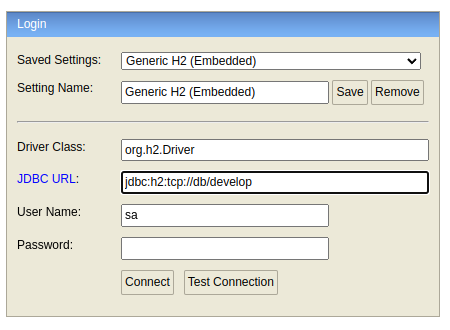 Login
Saved Settings: Generic H2 (Embedded)
Setting Name: Generic H2 (Embedded) Save Remove
Driver Class: org.h2.Driver
JDBC URL: jdbc:h2:tcp://db/develop
User Name: sa
Password:
Connect Test Connection